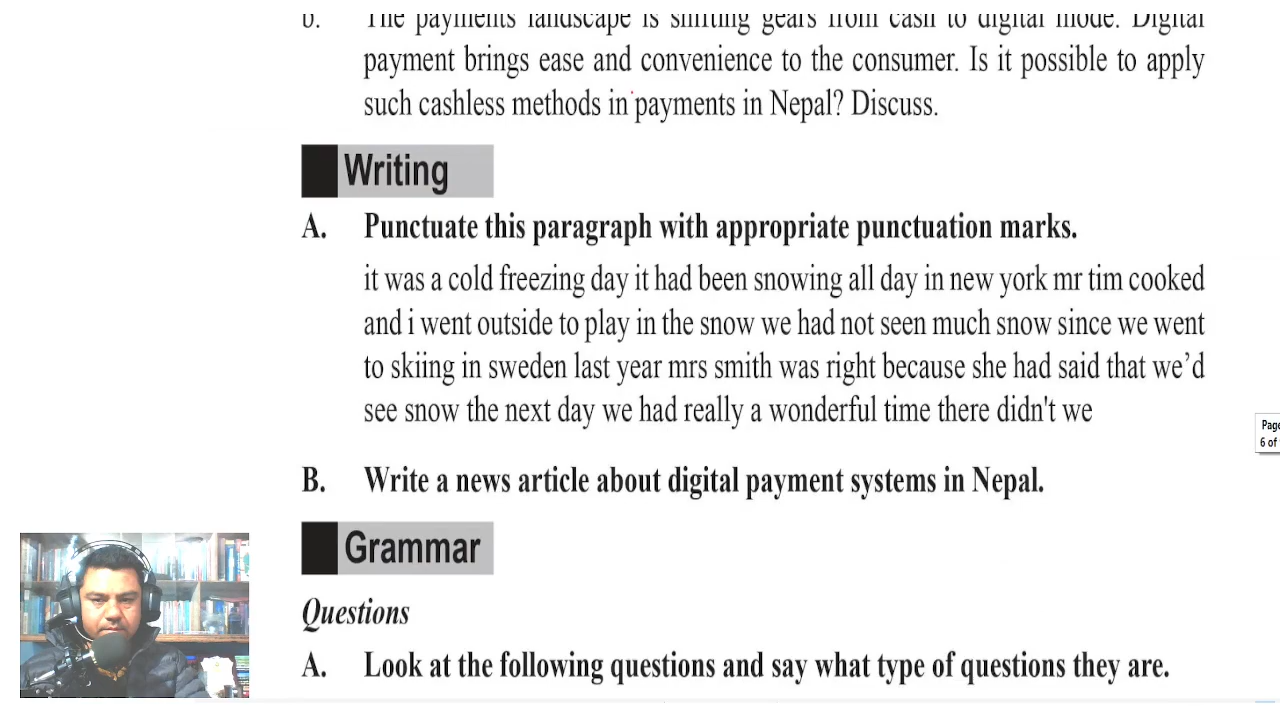 b. The payments landscape is shifting gears from cash to digital mode. Digital
payment brings ease and convenience to the consumer. Is it possible to apply
such cashless methods in payments in Nepal? Discuss.
Writing
A. Punctuate this paragraph with appropriate punctuation marks.
it was a cold freezing day it had been snowing all day in new york mr tim cooked
and i went outside to play in the snow we had not seen much snow since we went
to skiing in sweden last year mrs smith was right because she had said that we’d
see snow the next day we had really a wonderful time there didn't we
Page
6 of
B. Write a news article about digital payment systems in Nepal.
Grammar
Questions
A. Look at the following questions and say what type of questions they are.